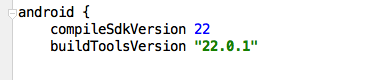 android {
    compileSdkVersion 22
    buildToolsVersion "22.0.1"